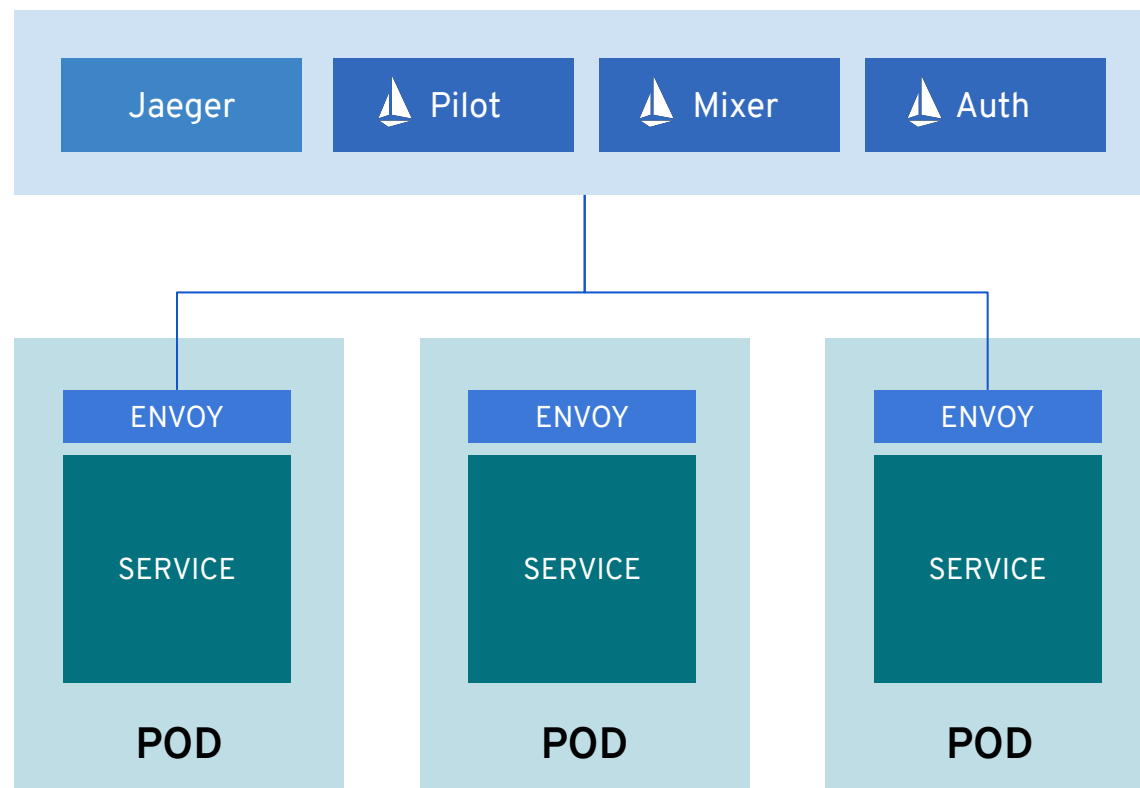 Jaeger
Pilot
Mixer
Auth
ENVOY
ENVOY
ENVOY
SERVICE
SERVICE
SERVICE
POD
POD
POD